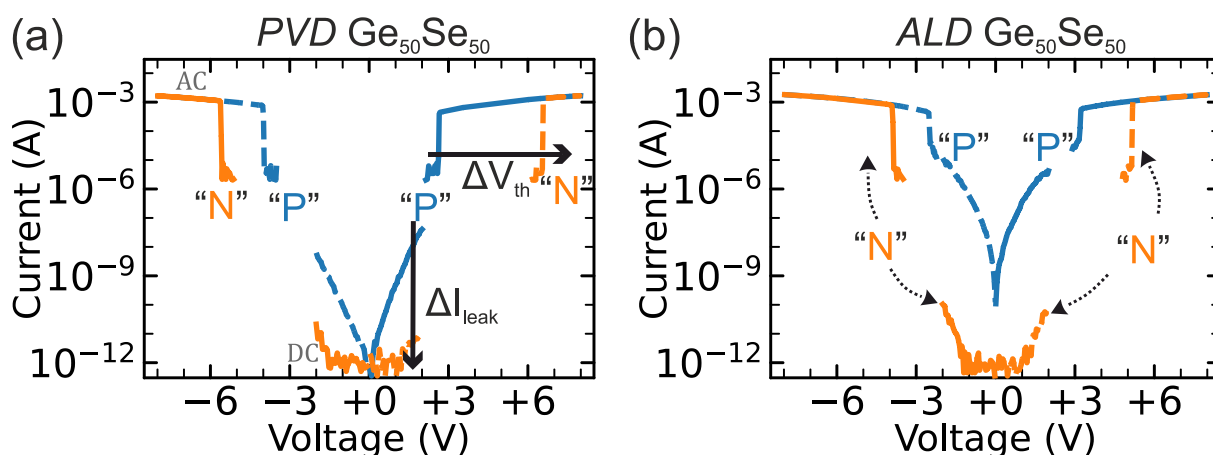 (a) PVD Ge50Se50
Current (A)
10−3
10−6
10−9
10−12
AC
“N”
“P”
“P”
ΔVth
“N”
ΔIleak
DC
−6 −3 +0 +3 +6
Voltage (V)
(b) ALD Ge50Se50
Current (A)
10−3
10−6
10−9
10−12
“P”
“P”
“N”
“N”
−6 −3 +0 +3 +6
Voltage (V)